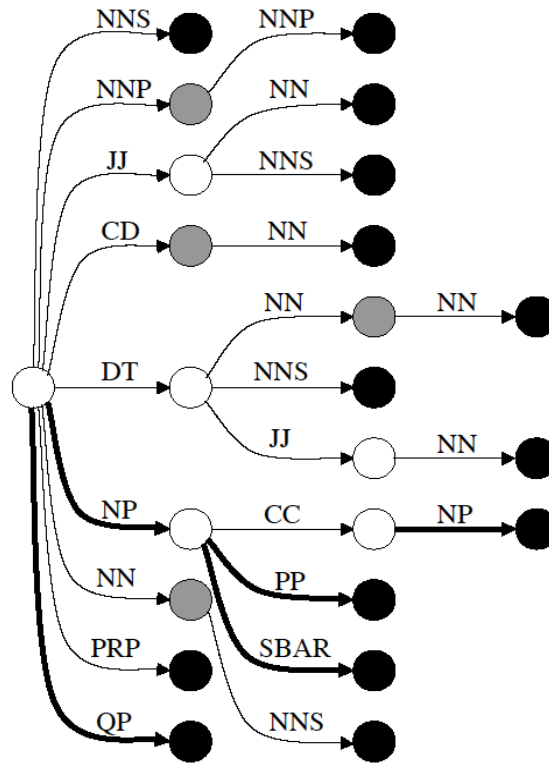 NNS NNP
NNP NN
JJ NNS
CD NN
NN NN
DT NNS
JJ NN
NP CC NP
NN PP
PRP SBAR
QP NNS